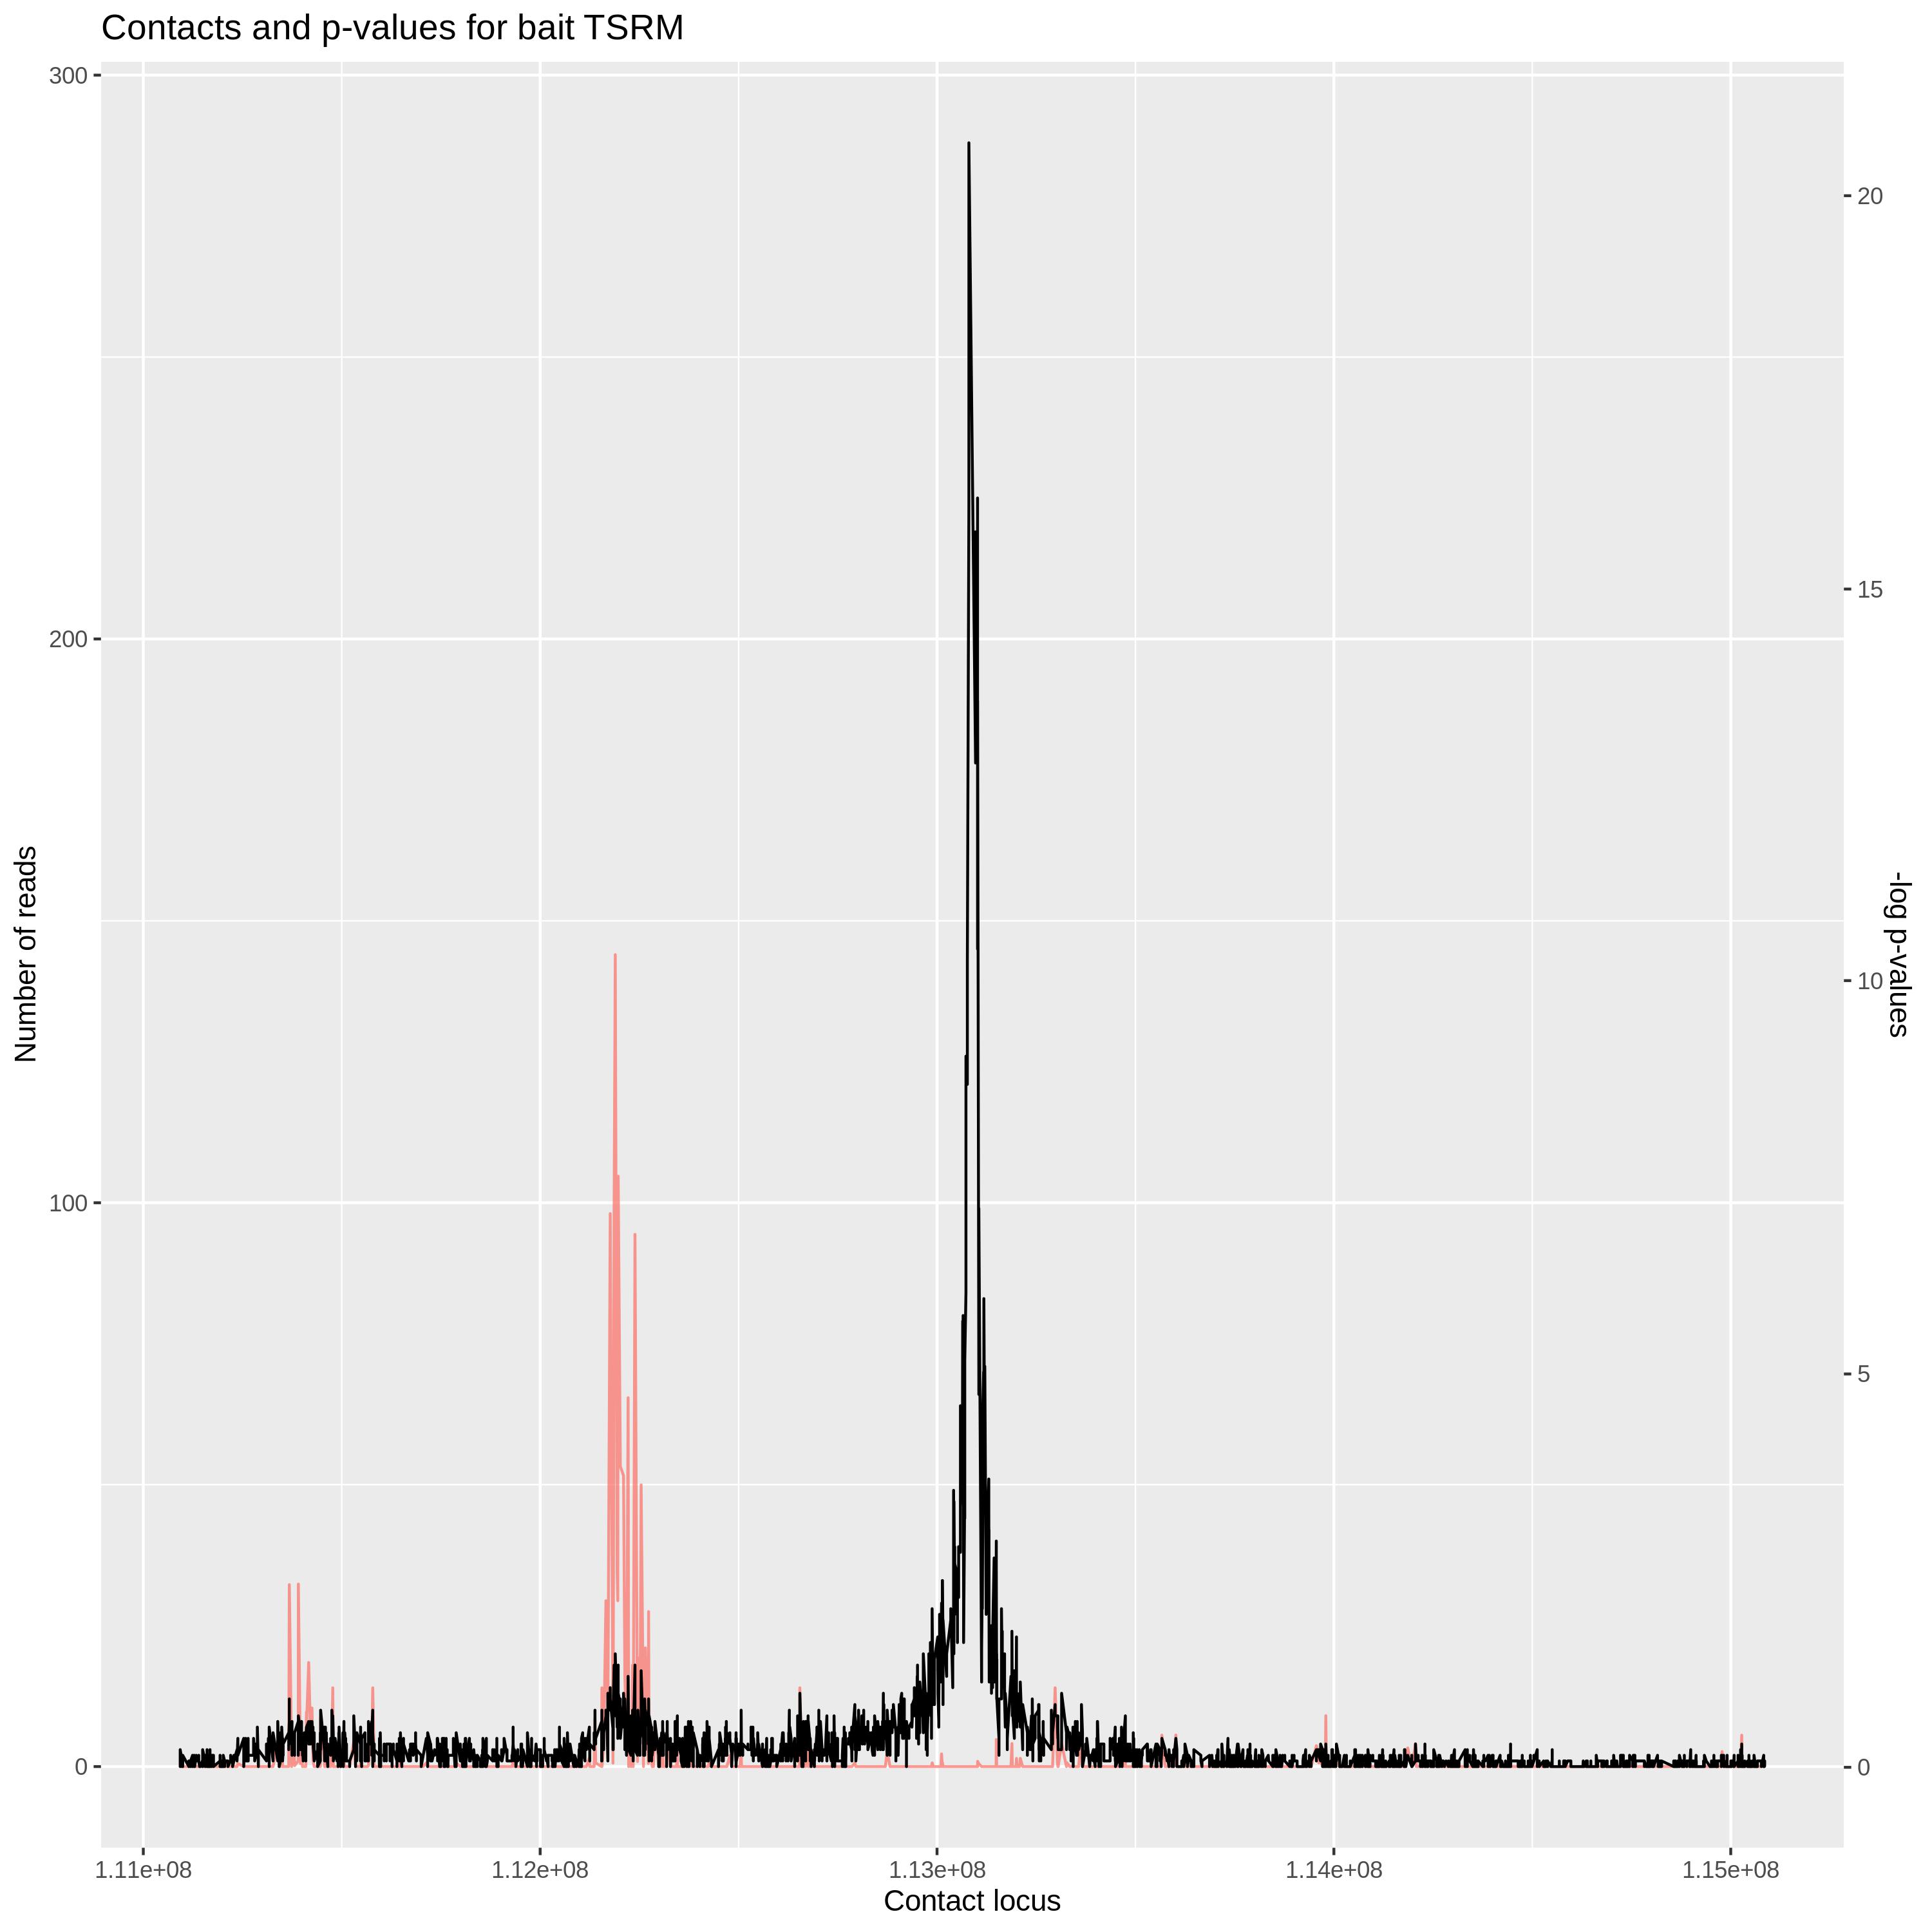 Contacts and p-values for bait TSRM
300
200
100
0
Number of reads
20
15
10
5
0
-log p-values
1.11e+08
1.12e+08
1.13e+08
1.14e+08
1.15e+08
Contact locus